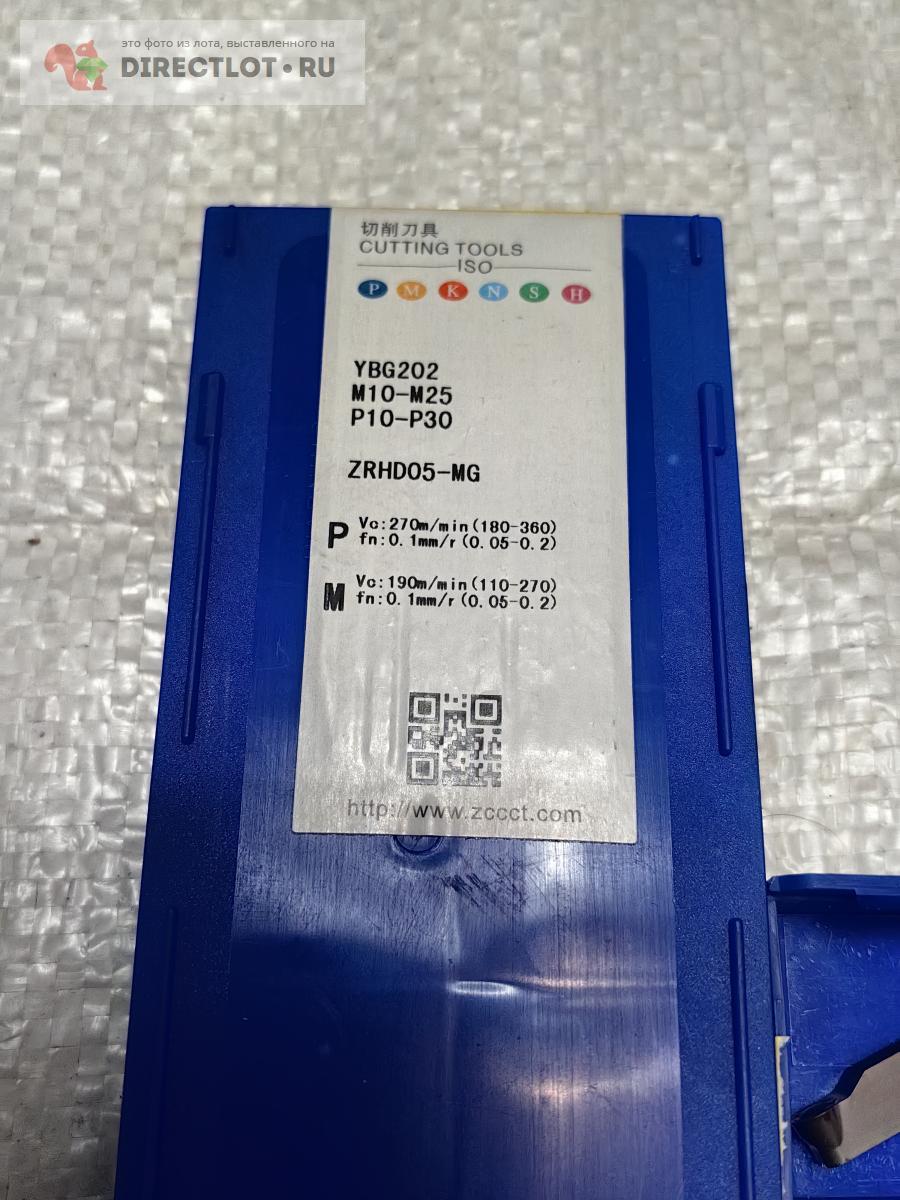 это фото из лота, выставленного на
DIRECTLOT.RU
切削刀具
CUTTING TOOLS
ISO
P M K N S H
YBG202
M10-M25
P10-P30
ZRHD05-MG
P
Vc:270m/min(180-360)
fn:0.1mm/r(0.05-0.2)
M
Vc:190m/min(110-270)
fn:0.1mm/r(0.05-0.2)
http://www.zccct.com